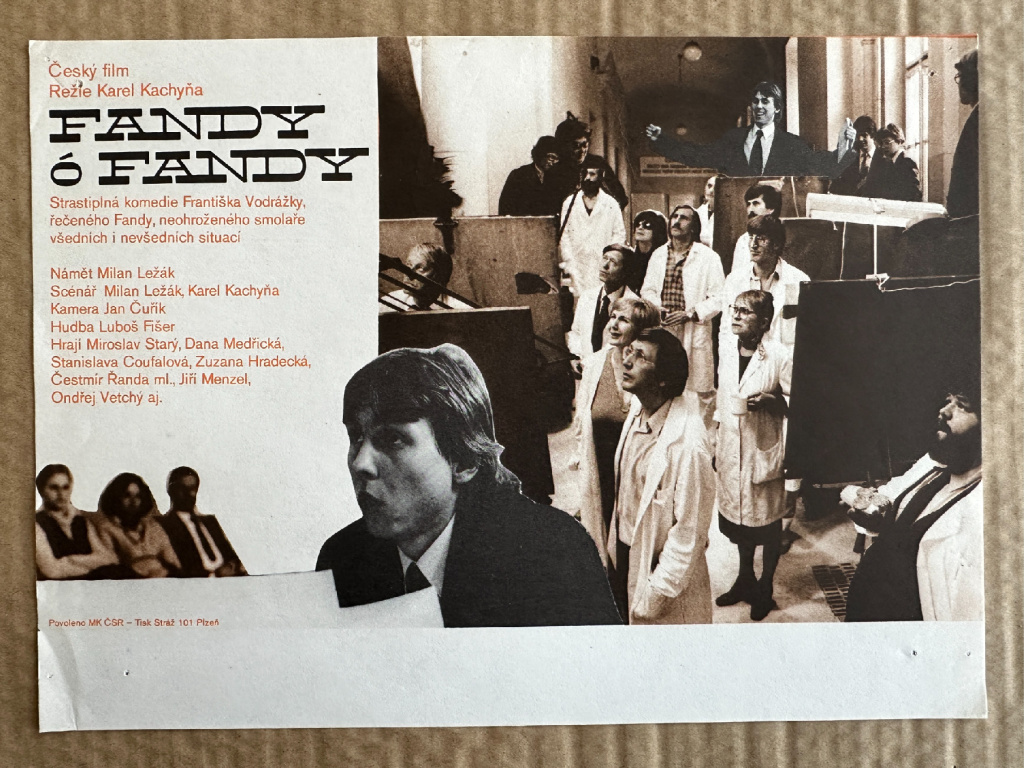 Český film
Režie Karel Kachyňa
FANDY
ó FANDY
Strastiplná komedie Františka Vodrážky,
řečeného Fandy, neohroženého smolaře
všedních i nevšedních situací
Námět Milan Ležák
Scénář Milan Ležák, Karel Kachyňa
Kamera Jan Čuřík
Hudba Luboš Fišer
Hrají Miroslav Starý, Dana Medřická,
Stanislava Coufalová, Zuzana Hradecká,
Čestmír Řanda ml., Jiří Menzel,
Ondřej Vetchý aj.
Povoleno MK ČSR – Tisk Stráž 101 Plzeň